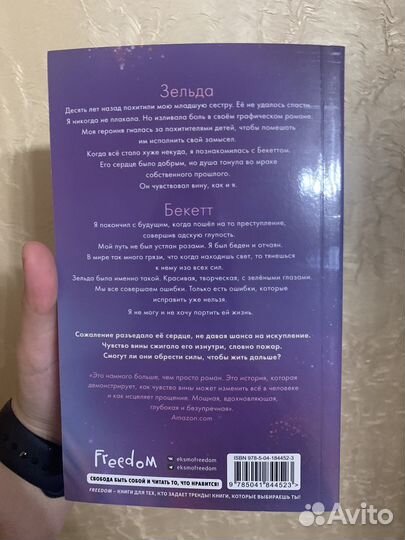 Зельда
Десять лет назад похитили мою младшую сестру. Её не удалось спасти.
Я никогда не плакала. Но изливала боль в своём графическом романе.
Моя героиня гналась за похитителями детей, чтобы помешать
им исполнить свой замысел.
Когда всё стало хуже некуда, я познакомилась с Бекеттом.
Его сердце было добрым, но душа тонула во мраке
собственного прошлого.
Он чувствовал вину, как и я.
Бекетт
Я покончил с будущим, когда пошёл на то преступление,
совершив адскую глупость.
Мой путь не был устлан розами. Я был беден и отчаян.
В мире так много грязи, что когда находишь свет, то тянешься
к нему изо всех сил.
Зельда была именно такой. Красивая, творческая, с зелёными глазами.
Мы все совершаем ошибки. Только есть ошибки, которые
исправить уже нельзя.
Я не могу и не хочу портить ей жизнь.
Сожаление разъедало её сердце, не давая шанса на искупление.
Чувство вины сжигало его изнутри, словно пожар.
Смогут ли они обрести силы, чтобы жить дальше?
«Это намного больше, чем просто роман. Это история, которая
демонстрирует, как чувство вины может изменить всё в человеке
и как исцеляет прощения. Мощная, вдохновляющая,
глубокая и безупречная».
Amazon.com
Freedom
eksmofreedom
eksmofreedom
ISBN 978-5-04-184452-3
9 785041 844523 >
СВОБОДА БЫТЬ СОБОЙ И ЧИТАТЬ ТО, ЧТО НРАВИТСЯ!
FREEDOM – КНИГИ ДЛЯ ТЕХ, КТО ЗАДАЕТ ТРЕНДЫ! КНИГИ, КОТОРЫЕ ВЫБИРАЕШЬ ТЫ!
Avito